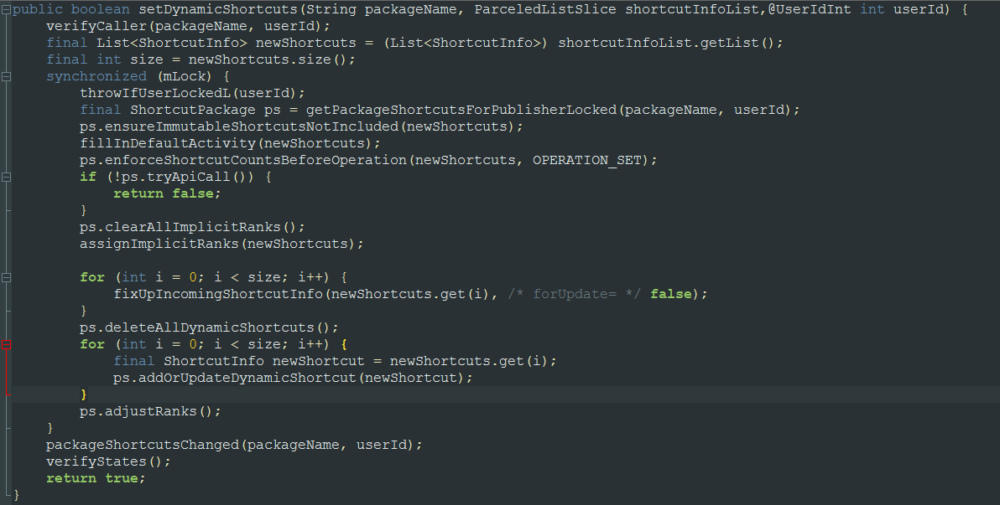 public boolean setDynamicShortcuts(String packageName, ParceledListSlice shortcutInfoList,@UserIdInt int userId) {
    verifyCaller(packageName, userId);
    final List<ShortcutInfo> newShortcuts = (List<ShortcutInfo>) shortcutInfoList.getList();
    final int size = newShortcuts.size();
    synchronized (mLock) {
        throwIfUserLockedL(userId);
        final ShortcutPackage ps = getPackageShortcutsForPublisherLocked(packageName, userId);
        ps.ensureImmutableShortcutsNotIncluded(newShortcuts);
        fillInDefaultActivity(newShortcuts);
        ps.enforceShortcutCountsBeforeOperation(newShortcuts, OPERATION_SET);
        if (!ps.tryApiCall()) {
            return false;
        }
        ps.clearAllImplicitRanks();
        assignImplicitRanks(newShortcuts);

        for (int i = 0; i < size; i++) {
            fixUpIncomingShortcutInfo(newShortcuts.get(i), /* forUpdate= */ false);
        }
        ps.deleteAllDynamicShortcuts();
        for (int i = 0; i < size; i++) {
            final ShortcutInfo newShortcut = newShortcuts.get(i);
            ps.addOrUpdateDynamicShortcut(newShortcut);
        }
        ps.adjustRanks();
    }
    packageShortcutsChanged(packageName, userId);
    verifyStates();
    return true;
}